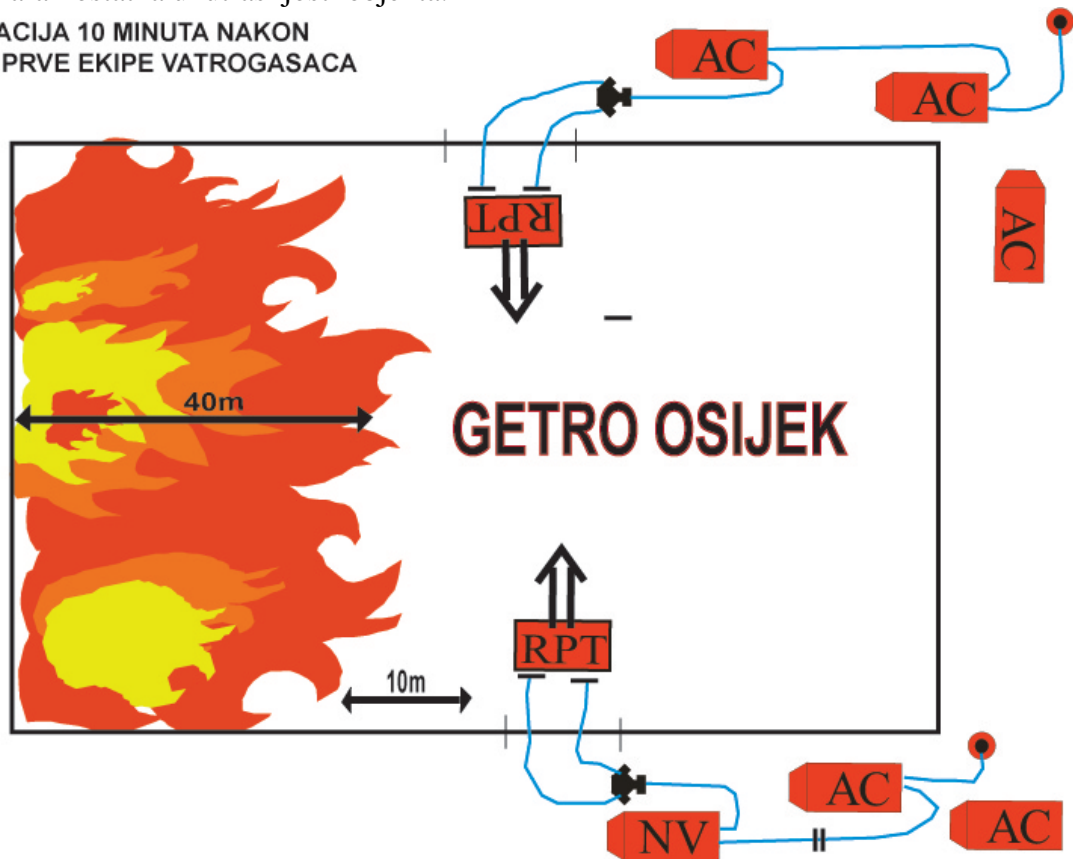 ACIJA 10 MINUTA NAKON
PRVE EKIPE VATROGASACA
AC
AC
AC
RPT
40m
GETRO OSIJEK
RPT
10m
AC
AC
NV